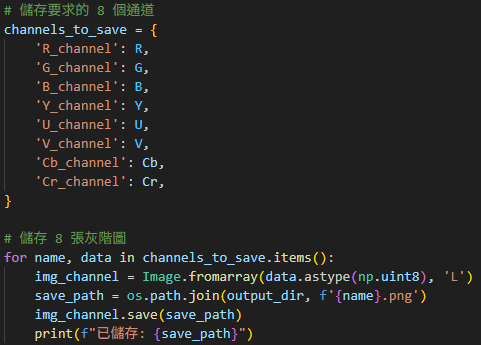 # 儲存要求的 8 個通道
channels_to_save = {
    'R_channel': R,
    'G_channel': G,
    'B_channel': B,
    'Y_channel': Y,
    'U_channel': U,
    'V_channel': V,
    'Cb_channel': Cb,
    'Cr_channel': Cr,
}

# 儲存 8 張灰階圖
for name, data in channels_to_save.items():
    img_channel = Image.fromarray(data.astype(np.uint8), 'L')
    save_path = os.path.join(output_dir, f'{name}.png')
    img_channel.save(save_path)
    print(f"已儲存: {save_path}")